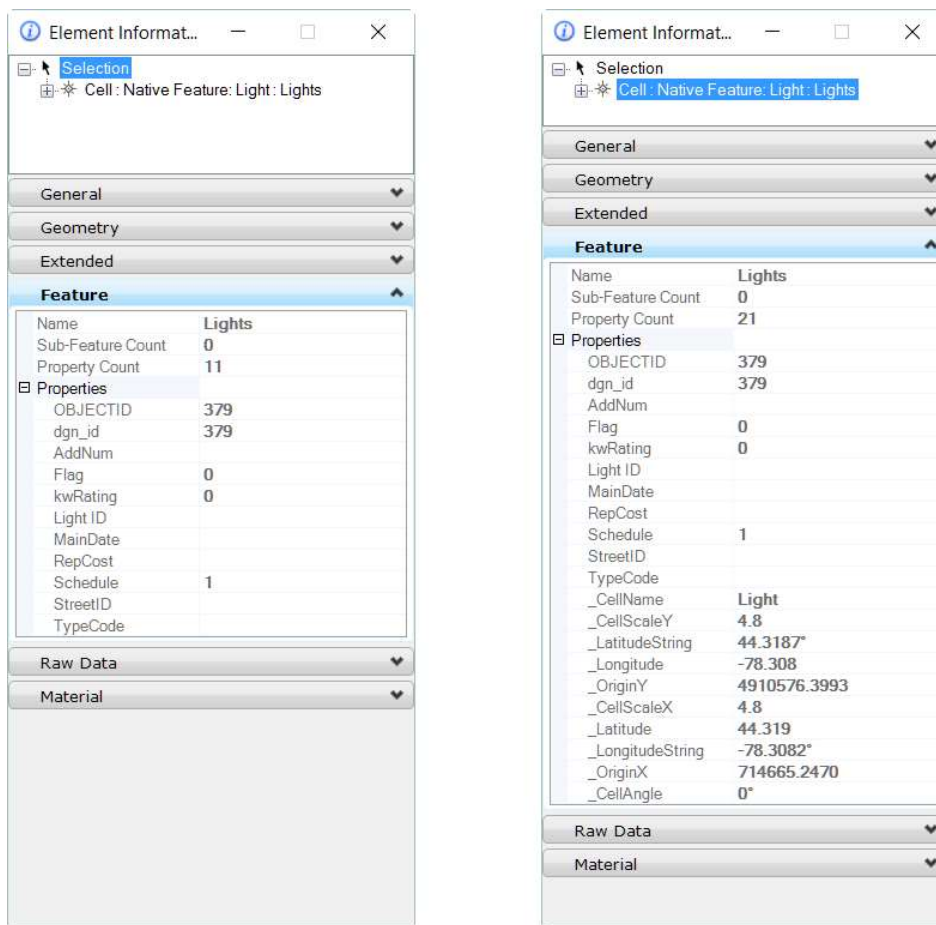 Element Informat...
Selection
Cell : Native Feature: Light : Lights
General
Geometry
Extended
Feature
Name Lights
Sub-Feature Count 0
Property Count 11
Properties
OBJECTID 379
dgn_id 379
AddNum
Flag 0
kwRating 0
Light ID
MainDate
RepCost
Schedule 1
StreetID
TypeCode
Raw Data
Material
Element Informat...
Selection
Cell : Native Feature: Light : Lights
General
Geometry
Extended
Feature
Name Lights
Sub-Feature Count 0
Property Count 21
Properties
OBJECTID 379
dgn_id 379
AddNum
Flag 0
kwRating 0
Light ID
MainDate
RepCost
Schedule 1
StreetID
TypeCode
_CellName Light
_CellScaleY 4.8
_LatitudeString 44.3187°
_Longitude -78.308
_OriginY 4910576.3993
_CellScaleX 4.8
_Latitude 44.319
_LongitudeString -78.3082°
_OriginX 714665.2470
_CellAngle 0°
Raw Data
Material